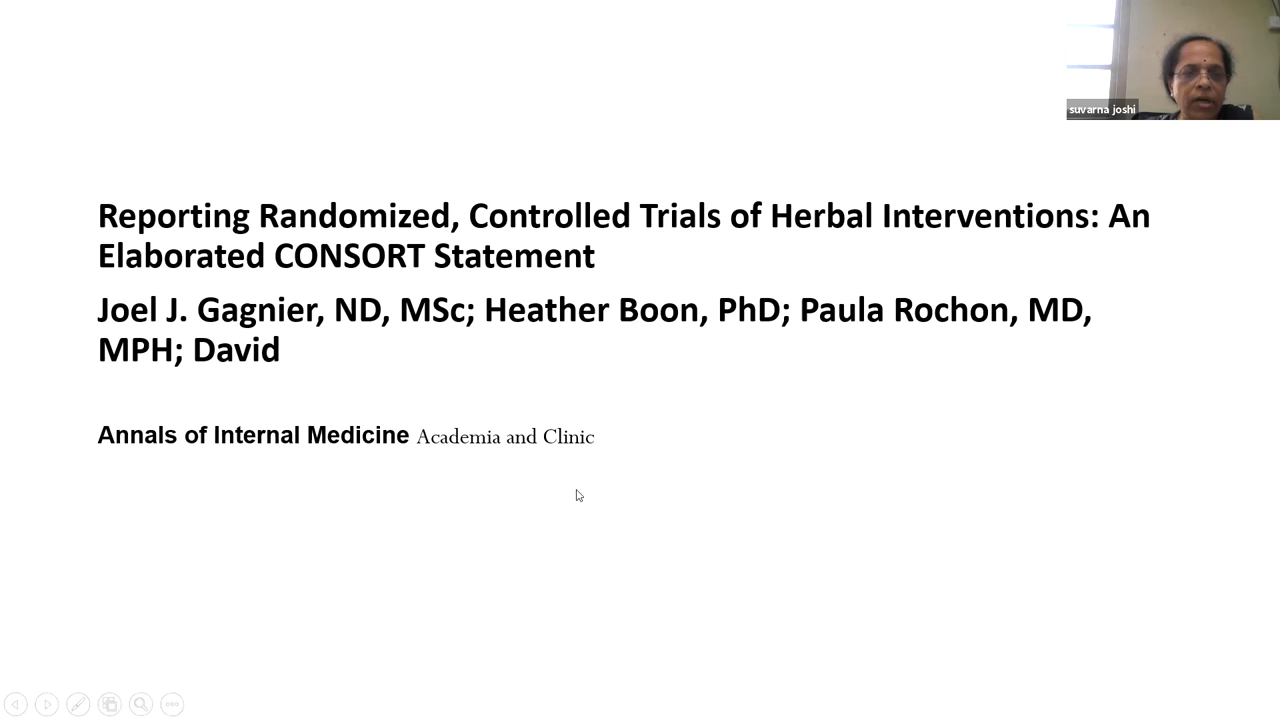 suvarna joshi
Reporting Randomized, Controlled Trials of Herbal Interventions: An
Elaborated CONSORT Statement
Joel J. Gagnier, ND, MSc; Heather Boon, PhD; Paula Rochon, MD,
MPH; David
Annals of Internal Medicine Academia and Clinic